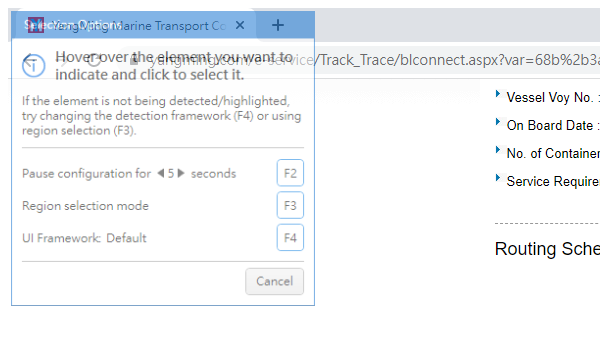 Selection Options
Yang Ming Marine Transport Co
Hover over the element you want to
indicate and click to select it.
yangming.com/e-service/Track_Trace/blconnect.aspx?var=68b%2b3
If the element is not being detected/highlighted,
try changing the detection framework (F4) or using
region selection (F3).
Pause configuration for 5 seconds F2
Region selection mode F3
UI Framework: Default F4
Cancel
Vessel Voy No. :
On Board Date :
No. of Container
Service Require
Routing Sche